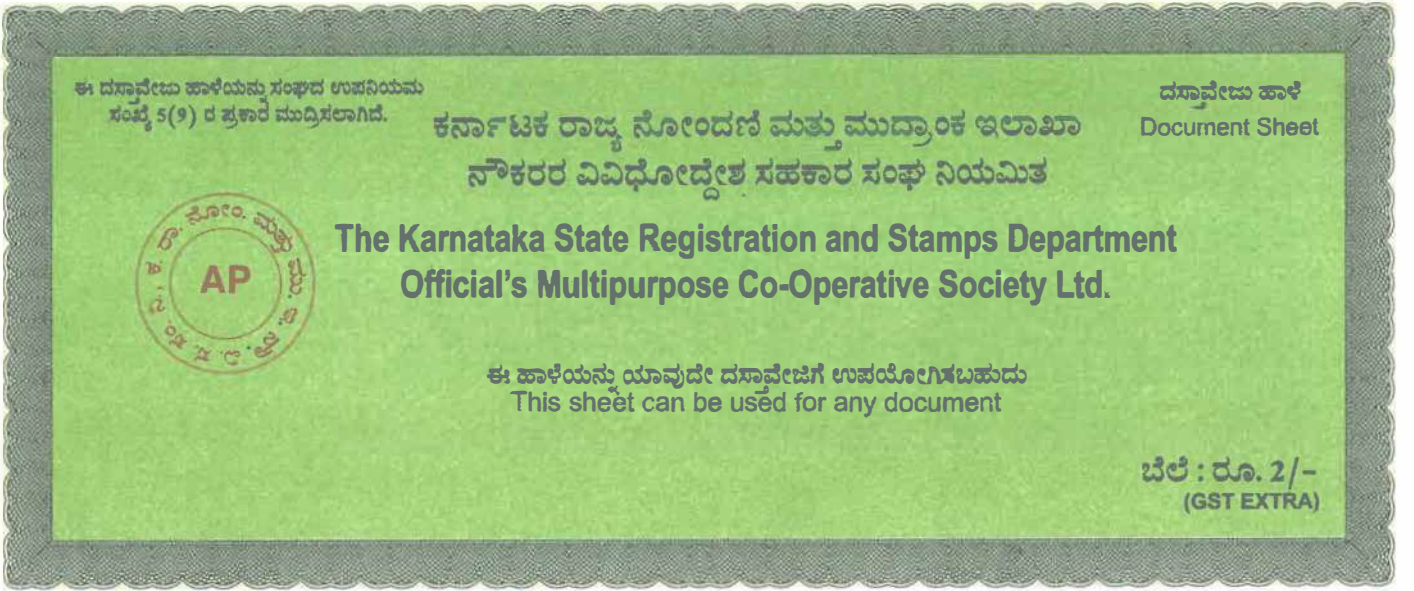 ಈ ದಸ್ತಾವೇಜು ಹಾಳೆಯನ್ನು ಸಂಘದ ಉಪನಿಯಮ
ಸಂಖ್ಯೆ 5(9) ರ ಪ್ರಕಾರ ಮುದ್ರಿಸಲಾಗಿದೆ.
ದಸ್ತಾವೇಜು ಹಾಳೆ
Document Sheet
ಕರ್ನಾಟಕ ರಾಜ್ಯ ನೋಂದಣಿ ಮತ್ತು ಮುದ್ರಾಂಕ ಇಲಾಖಾ
ನೌಕರರ ವಿವಿಧೋದ್ದೇಶ ಸಹಕಾರ ಸಂಘ ನಿಯಮಿತ
ಕ. ರಾ. ನೋಂ. ಮತ್ತು ಮು. ಇ. ನೌ. ವಿ. ಸ. ಸಂ. ನಿ.
AP
The Karnataka State Registration and Stamps Department
Official's Multipurpose Co-Operative Society Ltd.
ಈ ಹಾಳೆಯನ್ನು ಯಾವುದೇ ದಸ್ತಾವೇಜಿಗೆ ಉಪಯೋಗಿಸಬಹುದು
This sheet can be used for any document
ಬೆಲೆ : ರೂ. 2/-
(GST EXTRA)